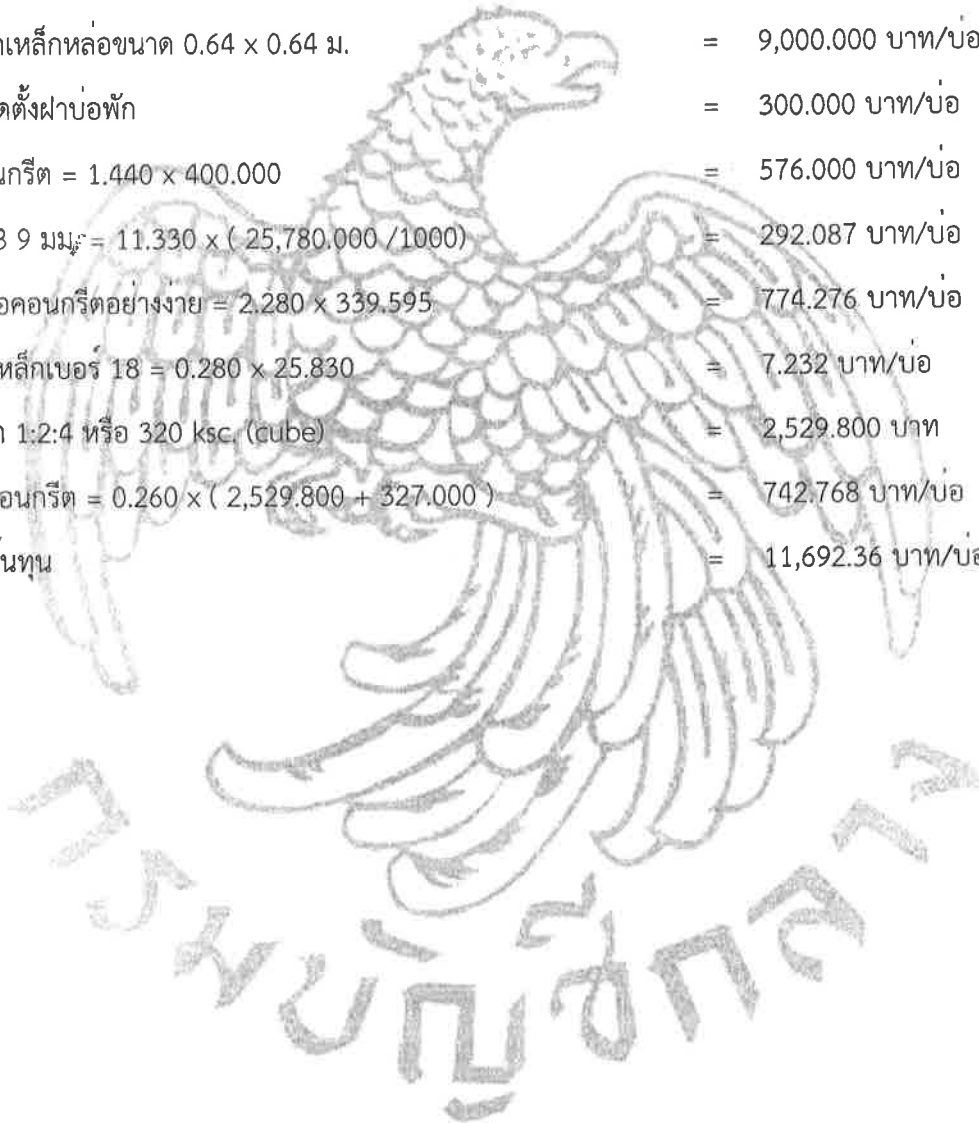 าเหล็กหล่อขนาด 0.64 x 0.64 ม. = 9,000.000 บาท/บ่อ
ดตั้งฝาบ่อพัก = 300.000 บาท/บ่อ
นกรีต = 1.440 x 400.000 = 576.000 บาท/บ่อ
3 9 มม. = 11.330 x ( 25,780.000 /1000) = 292.087 บาท/บ่อ
อคอนกรีตอย่างง่าย = 2.280 x 339.595 = 774.276 บาท/บ่อ
หล็กเบอร์ 18 = 0.280 x 25.830 = 7.232 บาท/บ่อ
1:2:4 หรือ 320 ksc. (cube) = 2,529.800 บาท
อนกรีต = 0.260 x ( 2,529.800 + 327.000 ) = 742.768 บาท/บ่อ
้นทุน = 11,692.36 บาท/บ่อ
กรมบัญชีกลาง